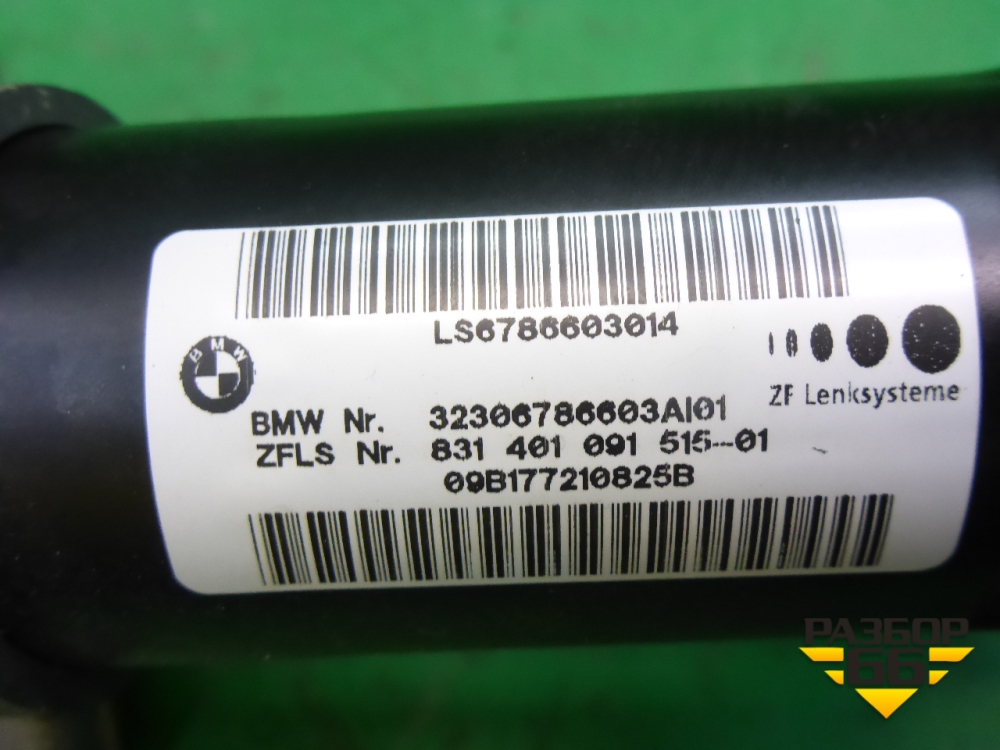 LS6786603014
BMW
ZF Lenksysteme
BMW Nr. 32306786603AI01
ZFLS Nr. 831 401 091 515--01
09B177210825B
РАЗБОР
66